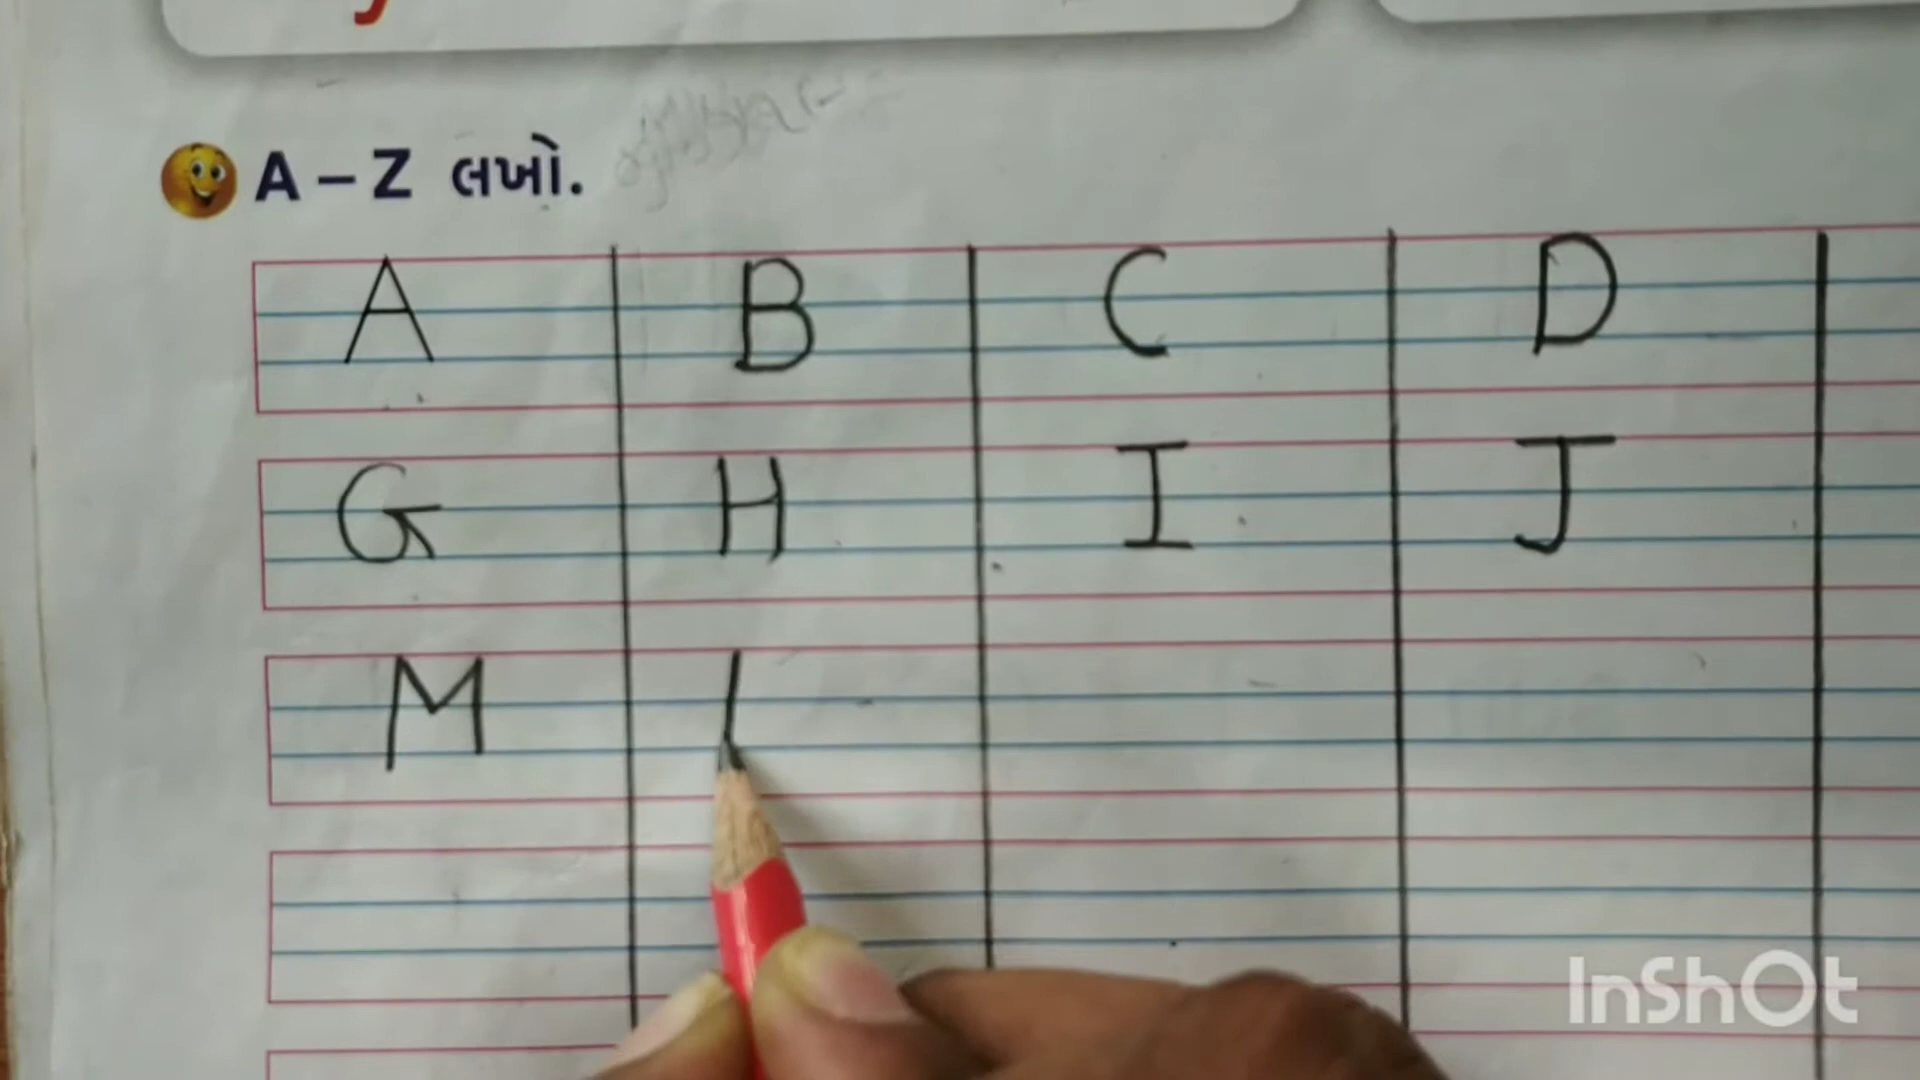 A – Z લખો.
A B C D
G H I J
M
InShOt